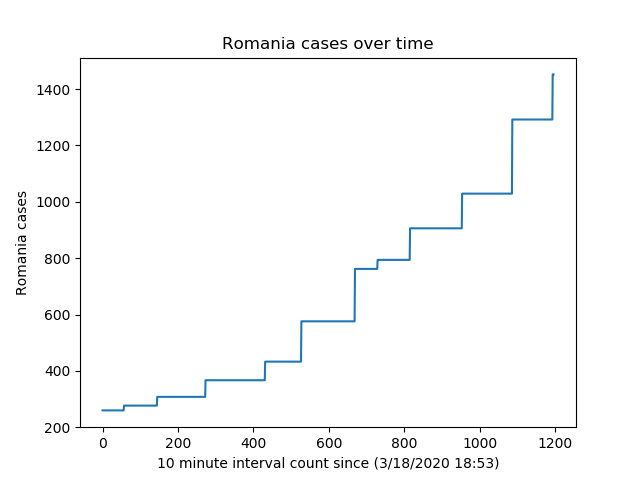 Romania cases over time
1400
1200
1000
800
600
400
200
Romania cases
0 200 400 600 800 1000 1200
10 minute interval count since (3/18/2020 18:53)